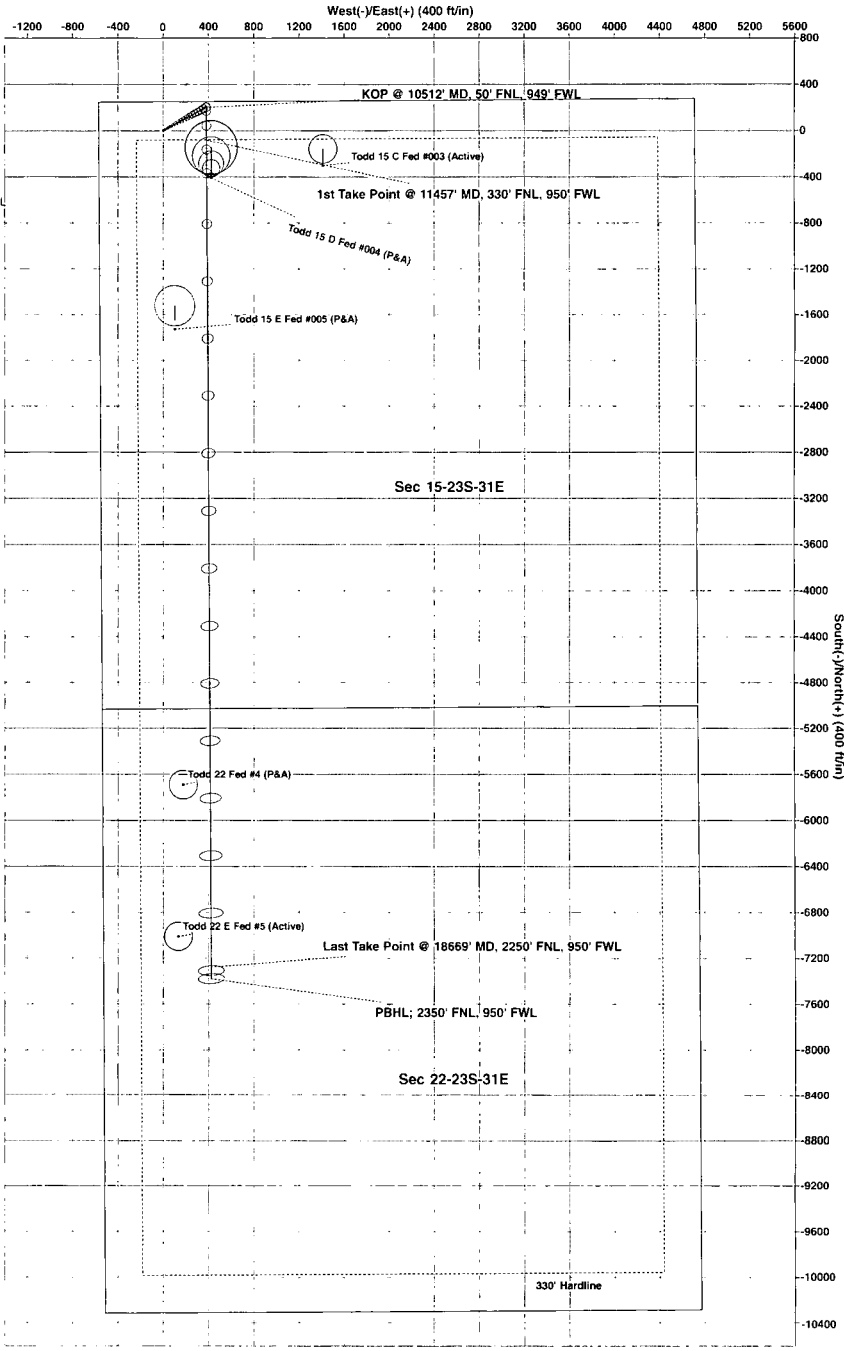 West(-)/East(+) (400 ft/in)
-1200 -800 -400 0 400 800 1200 1600 2000 2400 2800 3200 3600 4000 4400 4800 5200 5600
800
KOP @ 10512' MD, 50' FNL, 949' FWL
400
0
Todd 15 C Fed #003 (Active)
1st Take Point @ 11457' MD, 330' FNL, 950' FWL
-400
L
Todd 15 D Fed #004 (P&A)
-800
-1200
Todd 15 E Fed #005 (P&A)
-1600
-2000
-2400
-2800
Sec 15-23S-31E
-3200
-3600
-4000
-4400
-4800
-5200
South(-)/North(+) (400 ft/in)
Todd 22 Fed #4 (P&A)
-5600
-6000
-6400
-6800
Todd 22 E Fed #5 (Active)
Last Take Point @ 18669' MD, 2250' FNL, 950' FWL
-7200
-7600
PBHL; 2350' FNL, 950' FWL
-8000
Sec 22-23S-31E
-8400
-8800
-9200
-9600
-10000
330' Hardline
-10400